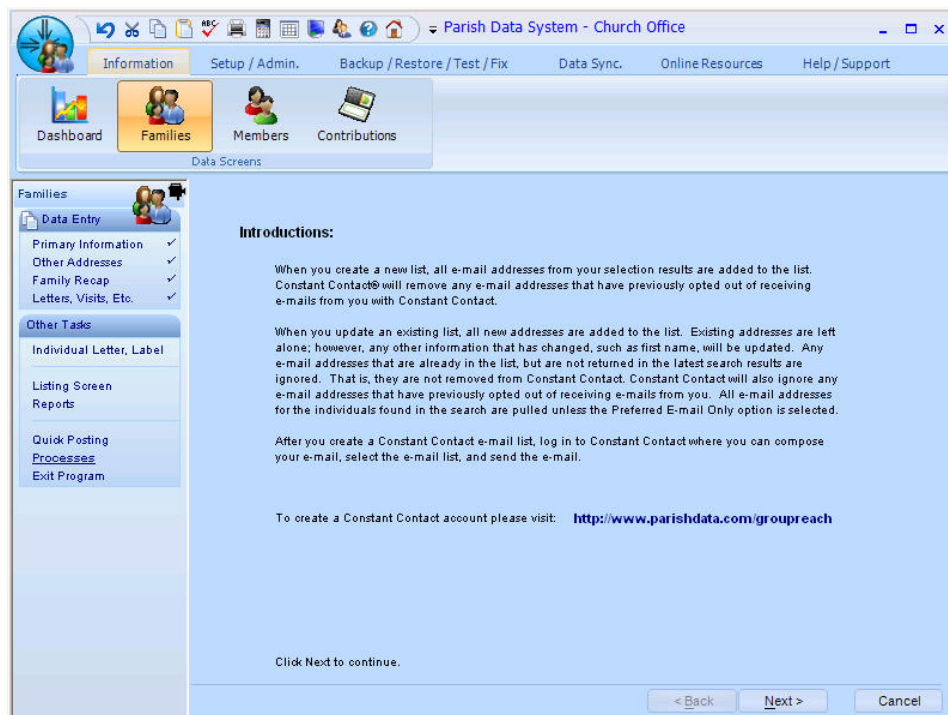 ABC
Parish Data System - Church Office
Information Setup / Admin. Backup / Restore / Test / Fix Data Sync. Online Resources Help / Support
Dashboard Families Members Contributions
Data Screens
Families
Data Entry
Primary Information
Other Addresses
Family Recap
Letters, Visits, Etc.
Other Tasks
Individual Letter, Label
Listing Screen
Reports
Quick Posting
Processes
Exit Program
Introductions:
When you create a new list, all e-mail addresses from your selection results are added to the list.
Constant Contact® will remove any e-mail addresses that have previously opted out of receiving
e-mails from you with Constant Contact.
When you update an existing list, all new addresses are added to the list. Existing addresses are left
alone; however, any other information that has changed, such as first name, will be updated. Any
e-mail addresses that are already in the list, but are not returned in the latest search results are
ignored. That is, they are not removed from Constant Contact. Constant Contact will also ignore any
e-mail addresses that have previously opted out of receiving e-mails from you. All e-mail addresses
for the individuals found in the search are pulled unless the Preferred E-mail Only option is selected.
After you create a Constant Contact e-mail list, log in to Constant Contact where you can compose
your e-mail, select the e-mail list, and send the e-mail.
To create a Constant Contact account please visit: http://www.parishdata.com/groupreach
Click Next to continue.
< Back Next > Cancel